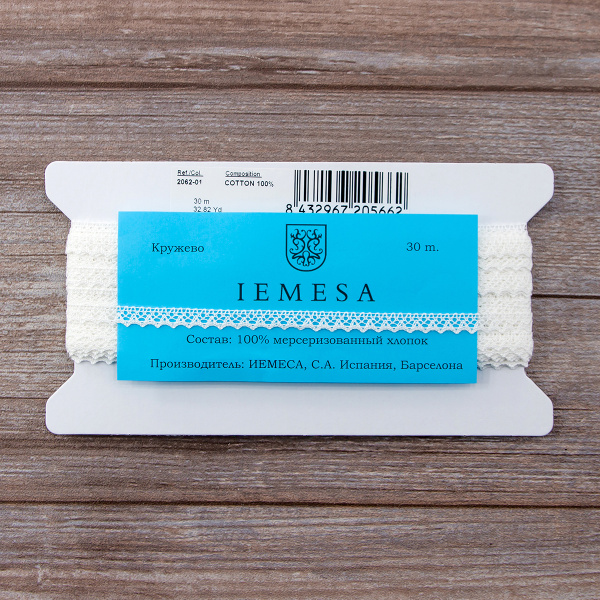 Ref./Col. Composition
2062-01 COTTON 100%
30 m
32.82 Yd
8 432967 205662
Кружево 30 m.
IEMESA
Состав: 100% мерсеризованный хлопок
Производитель: ИЕМЕСА, С.А. Испания, Барселона